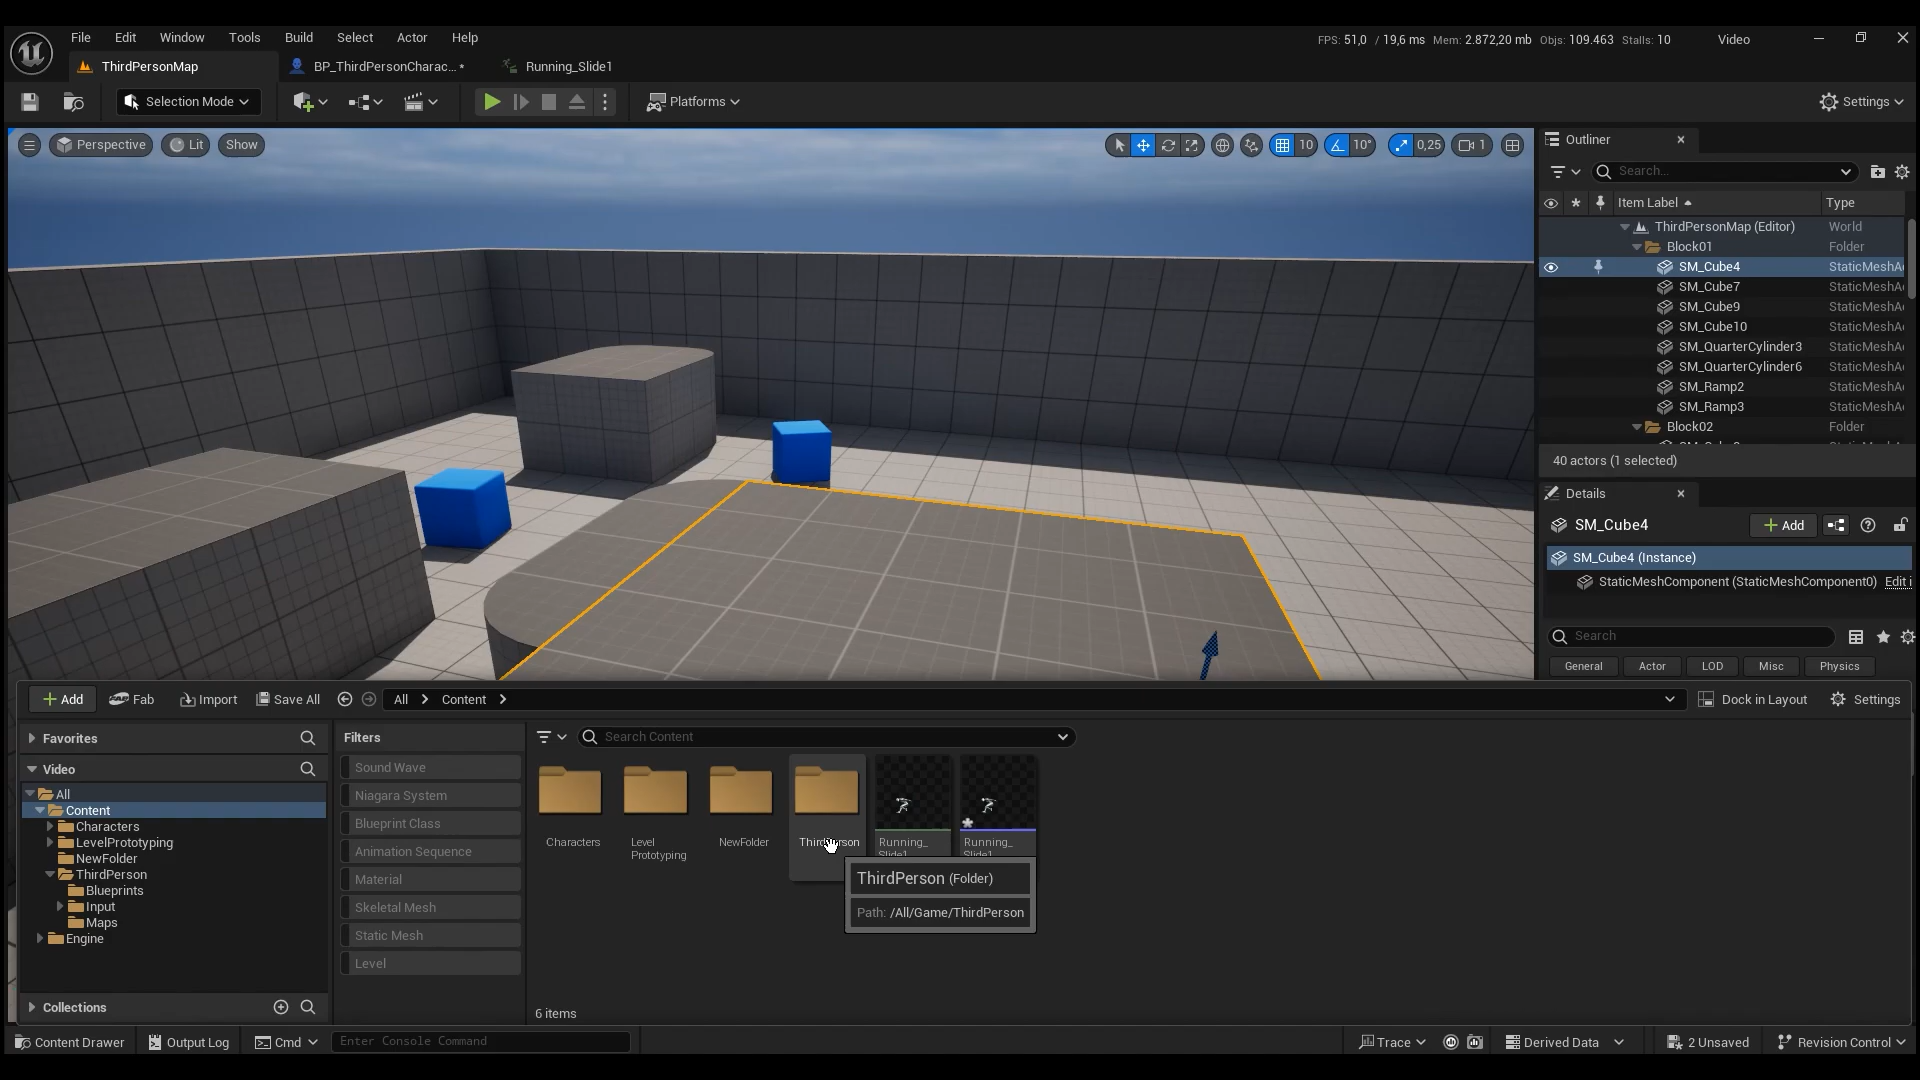 File Edit Window Tools Build Select Actor Help
FPS: 51,0 / 19,6 ms Mem: 2.872,20 mb Objs: 109.463 Stalls: 10 Video
ThirdPersonMap BP_ThirdPersonCharac... • Running_Slide1
Selection Mode Platforms Settings
Perspective Lit Show 10 10° 0,25 1
Outliner
Search...
Item Label Type
ThirdPersonMap (Editor) World
Block01 Folder
SM_Cube4 StaticMeshA
SM_Cube7 StaticMeshA
SM_Cube9 StaticMeshA
SM_Cube10 StaticMeshA
SM_QuarterCylinder3 StaticMeshA
SM_QuarterCylinder6 StaticMeshA
SM_Ramp2 StaticMeshA
SM_Ramp3 StaticMeshA
Block02 Folder
40 actors (1 selected)
Details
SM_Cube4 Add
SM_Cube4 (Instance)
StaticMeshComponent (StaticMeshComponent0) Edit i
Search
General Actor LOD Misc Physics
Add Fab Import Save All All Content Dock in Layout Settings
Favorites
Video
All
Content
Characters
LevelPrototyping
NewFolder
ThirdPerson
Blueprints
Input
Maps
Engine
Collections
Filters
Sound Wave
Niagara System
Blueprint Class
Animation Sequence
Material
Skeletal Mesh
Static Mesh
Level
Search Content
Characters
Level
Prototyping
NewFolder
ThirdPerson
Running_
Slide1
Running_
Slide1
ThirdPerson (Folder)
Path: /All/Game/ThirdPerson
6 items
Content Drawer Output Log Cmd Enter Console Command Trace Derived Data 2 Unsaved Revision Control